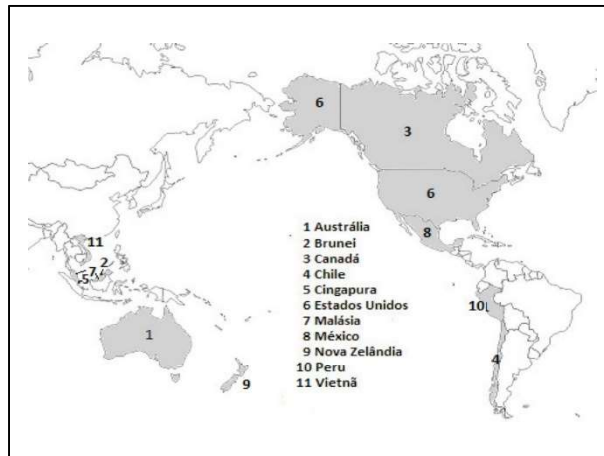 6
3
6
8
11
2
7
5
1
9
10
4
1 Austrália
2 Brunei
3 Canadá
4 Chile
5 Cingapura
6 Estados Unidos
7 Malásia
8 México
9 Nova Zelândia
10 Peru
11 Vietnã